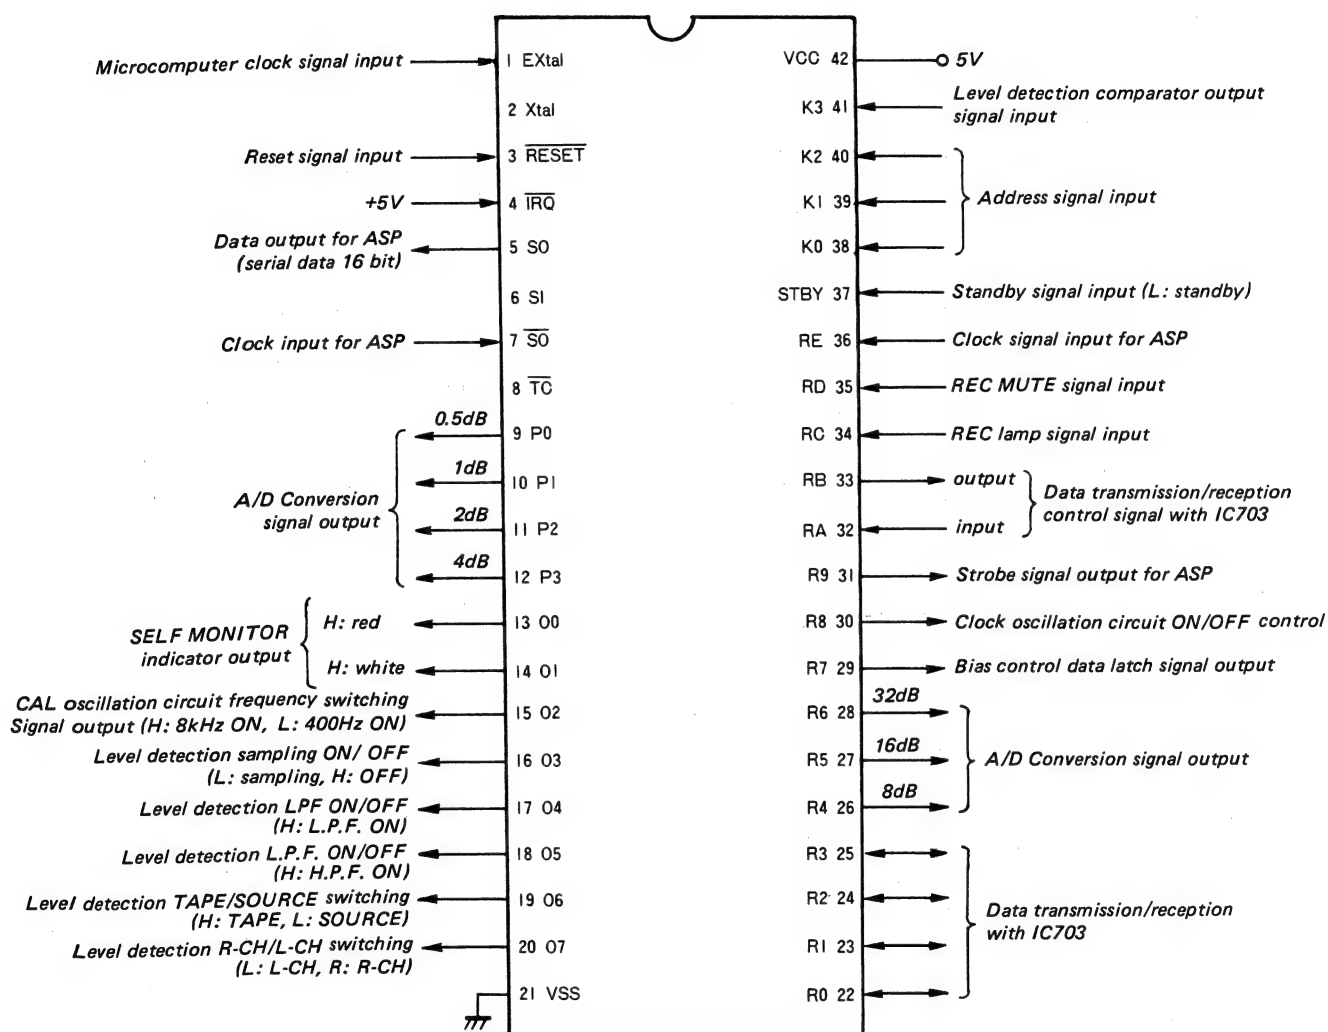 Microcomputer clock signal input
1 EXtal
2 Xtal
Reset signal input
3 RESET
+5V
4 IRQ
Data output for ASP
(serial data 16 bit)
5 SO
6 SI
Clock input for ASP
7 SO
8 TC
0.5dB
9 P0
1dB
10 P1
2dB
11 P2
4dB
12 P3
A/D Conversion
signal output
SELF MONITOR
indicator output
H: red
13 O0
H: white
14 O1
CAL oscillation circuit frequency switching
Signal output (H: 8kHz ON, L: 400Hz ON)
15 O2
Level detection sampling ON/ OFF
(L: sampling, H: OFF)
16 O3
Level detection LPF ON/OFF
(H: L.P.F. ON)
17 O4
Level detection L.P.F. ON/OFF
(H: H.P.F. ON)
18 O5
Level detection TAPE/SOURCE switching
(H: TAPE, L: SOURCE)
19 O6
Level detection R-CH/L-CH switching
(L: L-CH, R: R-CH)
20 O7
21 VSS
VCC 42
5V
K3 41
Level detection comparator output
signal input
K2 40
K1 39
K0 38
Address signal input
STBY 37
Standby signal input (L: standby)
RE 36
Clock signal input for ASP
RD 35
REC MUTE signal input
RC 34
REC lamp signal input
RB 33
output
RA 32
input
Data transmission/reception
control signal with IC703
R9 31
Strobe signal output for ASP
R8 30
Clock oscillation circuit ON/OFF control
R7 29
Bias control data latch signal output
R6 28
32dB
R5 27
16dB
R4 26
8dB
A/D Conversion signal output
R3 25
R2 24
R1 23
R0 22
Data transmission/reception
with IC703